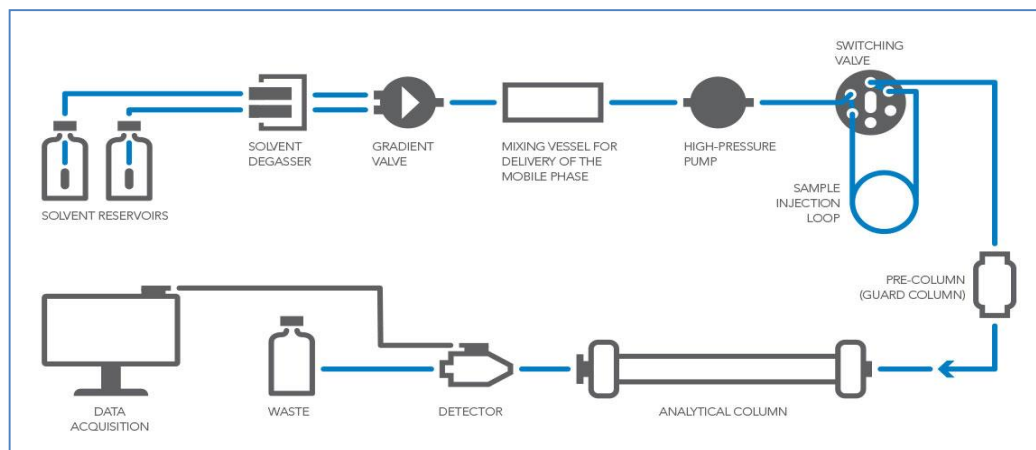 SWITCHING
VALVE
SOLVENT RESERVOIRS
SOLVENT
DEGASSER
GRADIENT
VALVE
MIXING VESSEL FOR
DELIVERY OF THE
MOBILE PHASE
HIGH-PRESSURE
PUMP
SAMPLE
INJECTION
LOOP
PRE-COLUMN
(GUARD COLUMN)
DATA
ACQUISITION
WASTE
DETECTOR
ANALYTICAL COLUMN